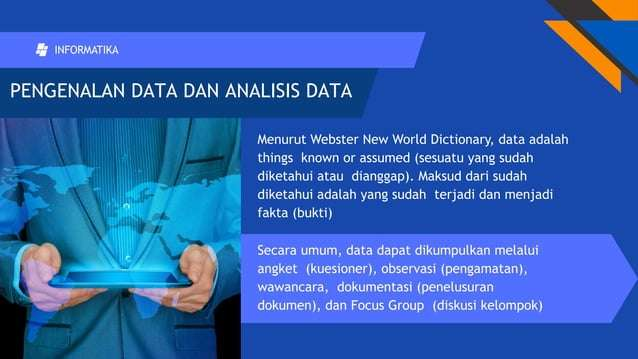 INFORMATIKA
PENGENALAN DATA DAN ANALISIS DATA
Menurut Webster New World Dictionary, data adalah
things known or assumed (sesuatu yang sudah
diketahui atau dianggap). Maksud dari sudah
diketahui adalah yang sudah terjadi dan menjadi
fakta (bukti)
Secara umum, data dapat dikumpulkan melalui
angket (kuesioner), observasi (pengamatan),
wawancara, dokumentasi (penelusuran
dokumen), dan Focus Group (diskusi kelompok)